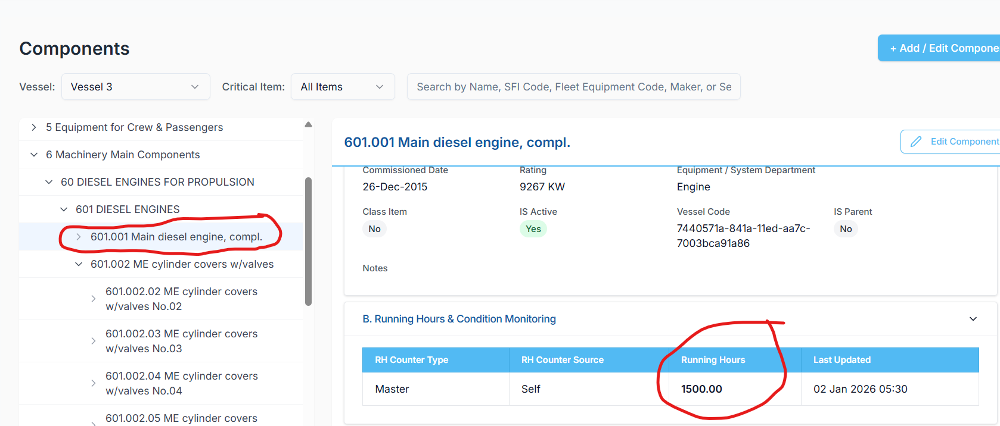 Components
+ Add / Edit Compone
Vessel:
Vessel 3
Critical Item:
All Items
Search by Name, SFI Code, Fleet Equipment Code, Maker, or Se
5 Equipment for Crew & Passengers
6 Machinery Main Components
60 DIESEL ENGINES FOR PROPULSION
601 DIESEL ENGINES
601.001 Main diesel engine, compl.
601.002 ME cylinder covers w/valves
601.002.02 ME cylinder covers
w/valves No.02
601.002.03 ME cylinder covers
w/valves No.03
601.002.04 ME cylinder covers
w/valves No.04
601.002.05 ME cylinder covers
601.001 Main diesel engine, compl.
Edit Component
Commissioned Date
Rating
Equipment / System Department
26-Dec-2015
9267 KW
Engine
Class Item
IS Active
Vessel Code
IS Parent
No
Yes
7440571a-841a-11ed-aa7c-
7003bca91a86
No
Notes
B. Running Hours & Condition Monitoring
RH Counter Type
RH Counter Source
Running Hours
Last Updated
Master
Self
1500.00
02 Jan 2026 05:30